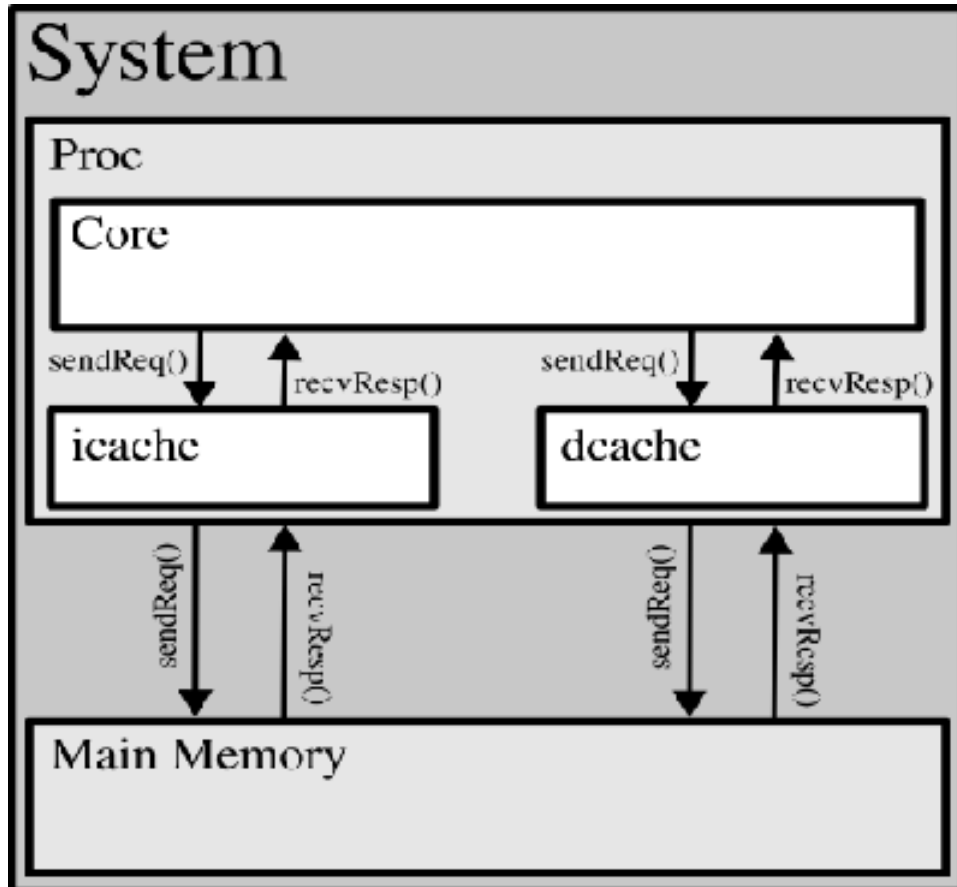 System
Proc
Core
sendReq()
recvResp()
sendReq()
recvResp()
icache
dcache
sendReq()
recvResp()
sendReq()
recvResp()
Main Memory